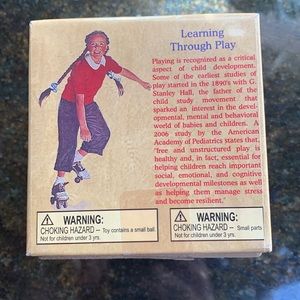 Learning
Through Play
Playing is recognized as a critical
aspect of child development.
Some of the earliest studies of
play started in the 1890's with G.
Stanley Hall, the father of the
child study movement that
sparked an interest in the devel-
opmental, mental and behavioral
world of babies and children. A
2006 study by the American
Academy of Pediatrics states that;
"free and unstructured play is
healthy and, in fact, essential for
helping children reach important
social, emotional, and cognitive
developmental milestones as well
as helping them manage stress
and become resilient."
WARNING:
CHOKING HAZARD – Toy contains a small ball.
Not for children under 3 yrs.
WARNING:
CHOKING HAZARD – Small parts
Not for children under 3 yrs.